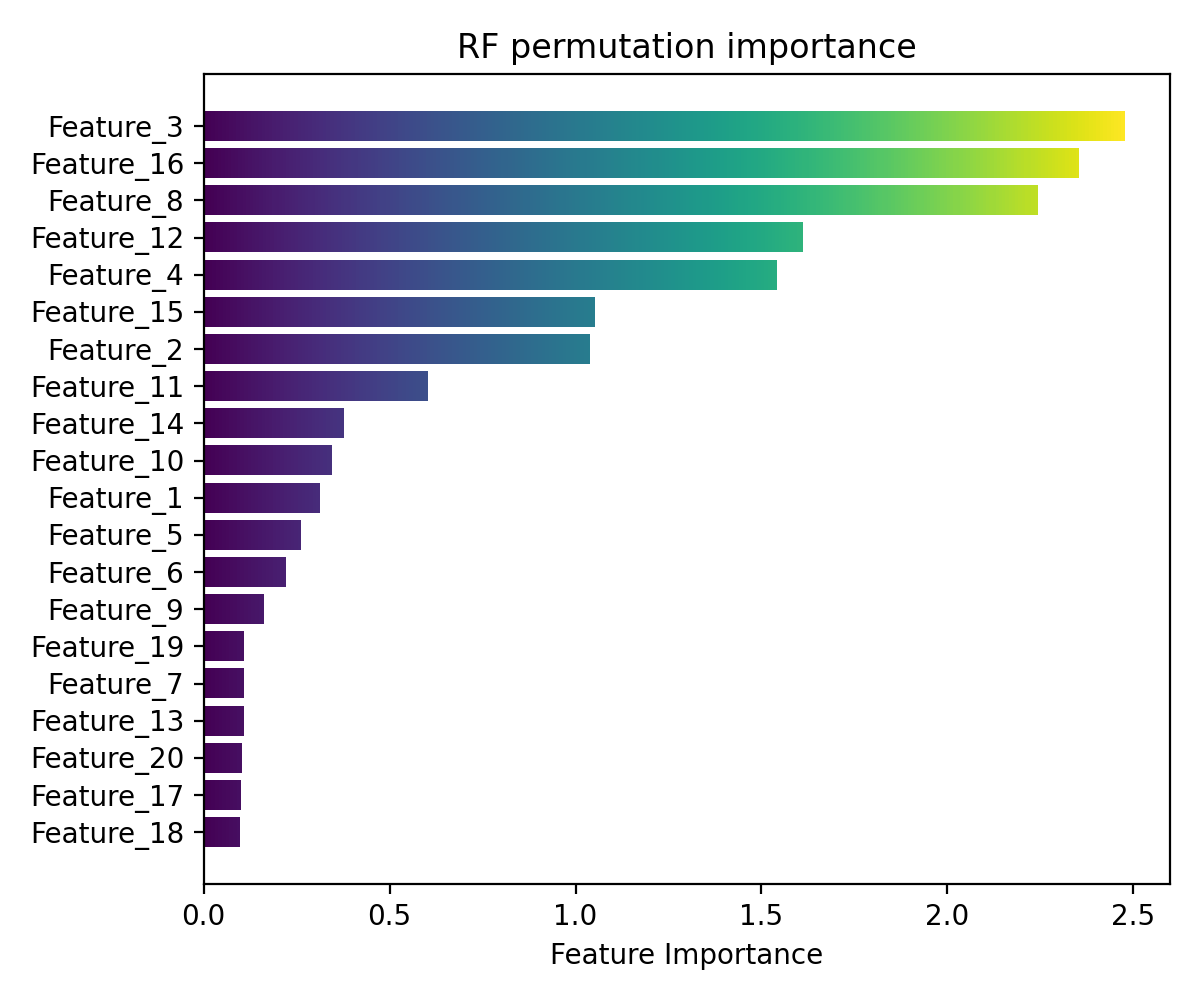 RF permutation importance
Feature_3
Feature_16
Feature_8
Feature_12
Feature_4
Feature_15
Feature_2
Feature_11
Feature_14
Feature_10
Feature_1
Feature_5
Feature_6
Feature_9
Feature_19
Feature_7
Feature_13
Feature_20
Feature_17
Feature_18
0.0 0.5 1.0 1.5 2.0 2.5
Feature Importance